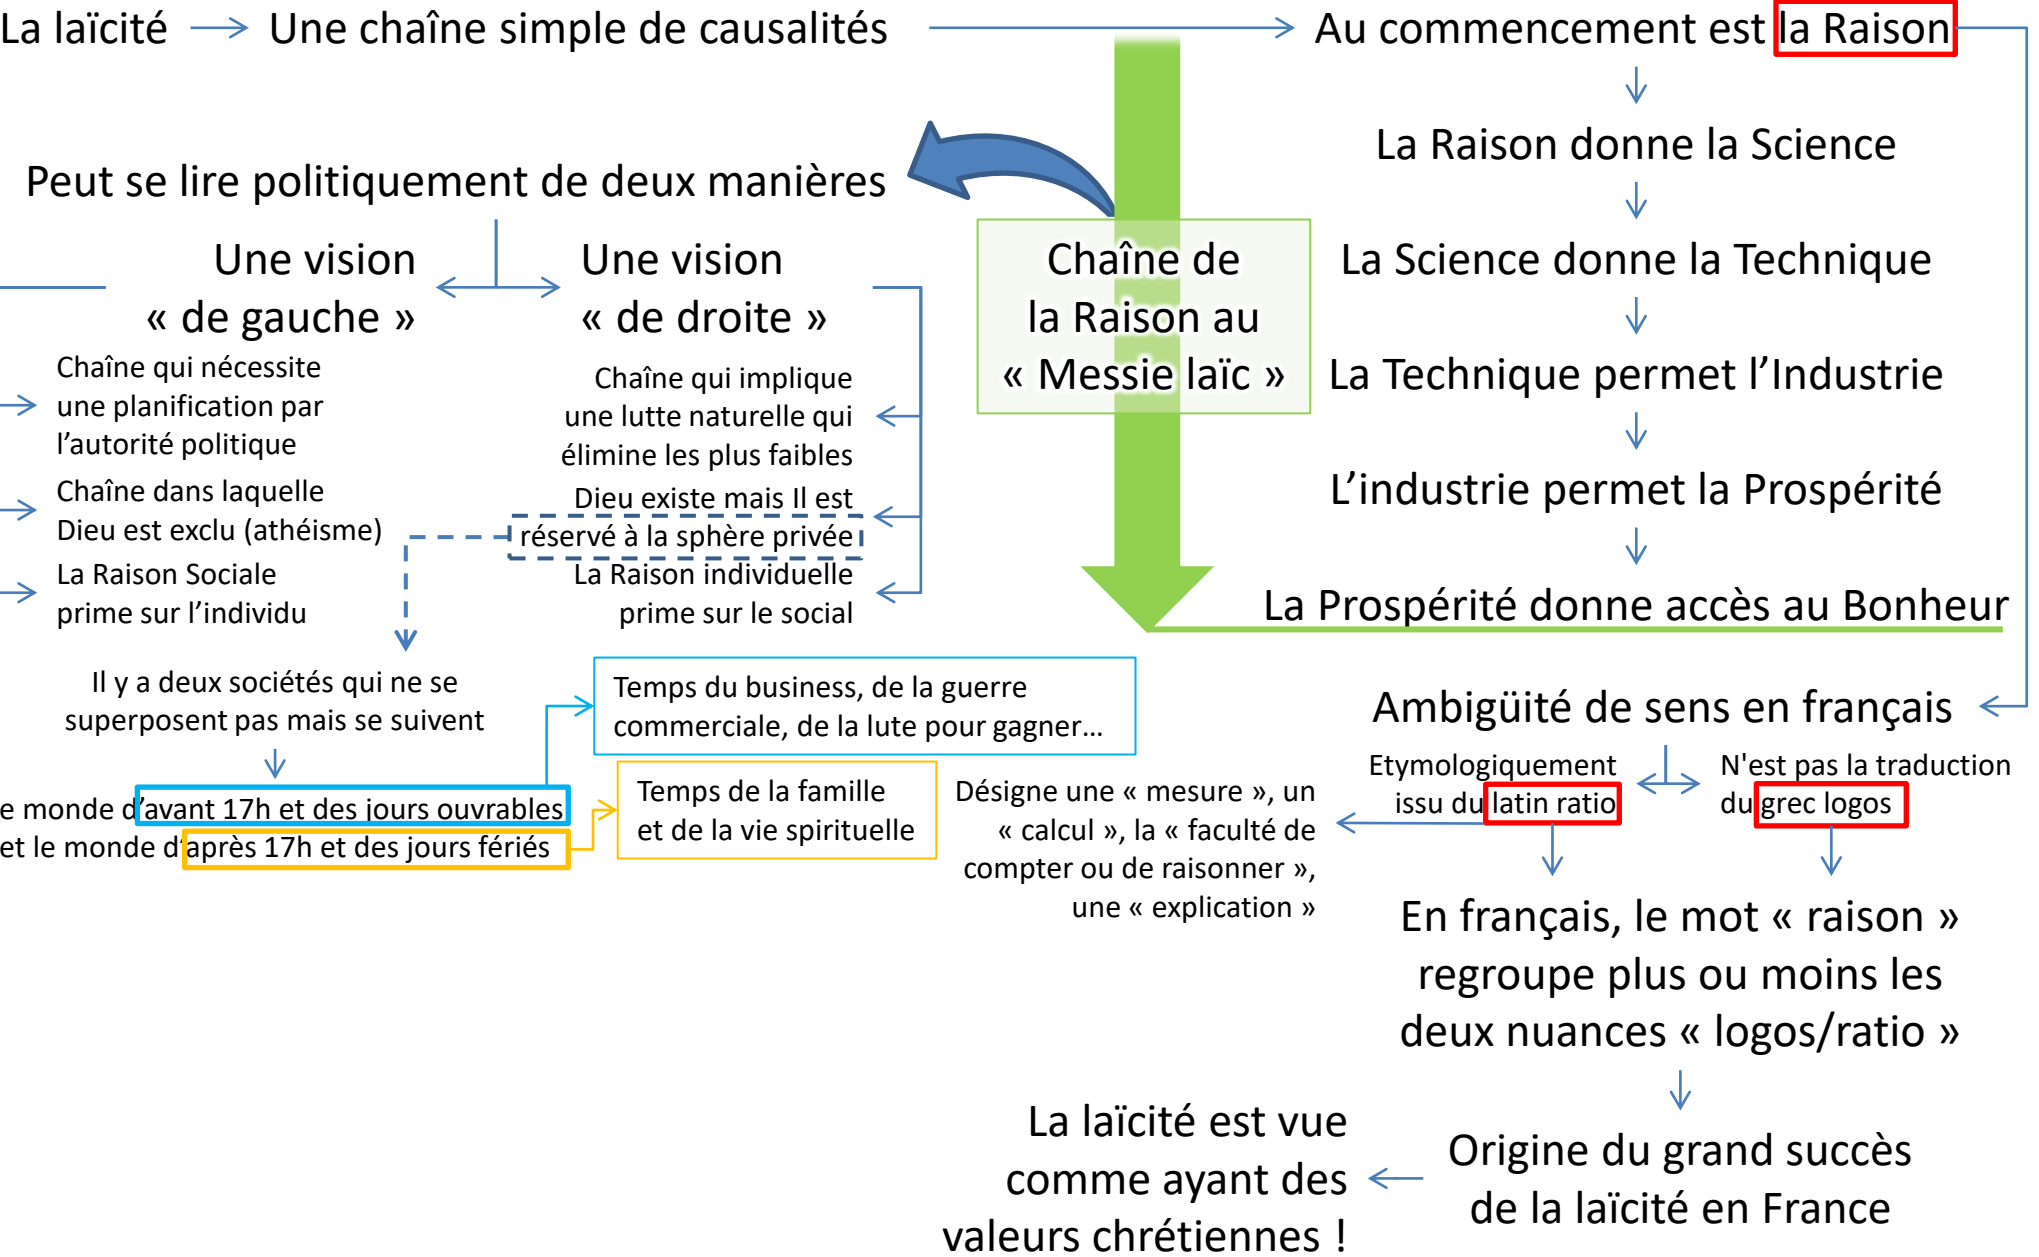 La laïcité
Une chaîne simple de causalités
Au commencement est la Raison
La Raison donne la Science
La Science donne la Technique
La Technique permet l’Industrie
L’industrie permet la Prospérité
La Prospérité donne accès au Bonheur
Chaîne de
la Raison au
« Messie laïc »
Peut se lire politiquement de deux manières
Une vision
« de gauche »
Chaîne qui nécessite
une planification par
l’autorité politique
Chaîne dans laquelle
Dieu est exclu (athéisme)
La Raison Sociale
prime sur l’individu
Une vision
« de droite »
Chaîne qui implique
une lutte naturelle qui
élimine les plus faibles
Dieu existe mais Il est
réservé à la sphère privée
La Raison individuelle
prime sur le social
Il y a deux sociétés qui ne se
superposent pas mais se suivent
e monde d’avant 17h et des jours ouvrables
et le monde d’après 17h et des jours fériés
Temps du business, de la guerre
commerciale, de la lute pour gagner…
Temps de la famille
et de la vie spirituelle
Ambigüité de sens en français
Etymologiquement
issu du latin ratio
N'est pas la traduction
du grec logos
Désigne une « mesure », un
« calcul », la « faculté de
compter ou de raisonner »,
une « explication »
En français, le mot « raison »
regroupe plus ou moins les
deux nuances « logos/ratio »
Origine du grand succès
de la laïcité en France
La laïcité est vue
comme ayant des
valeurs chrétiennes !